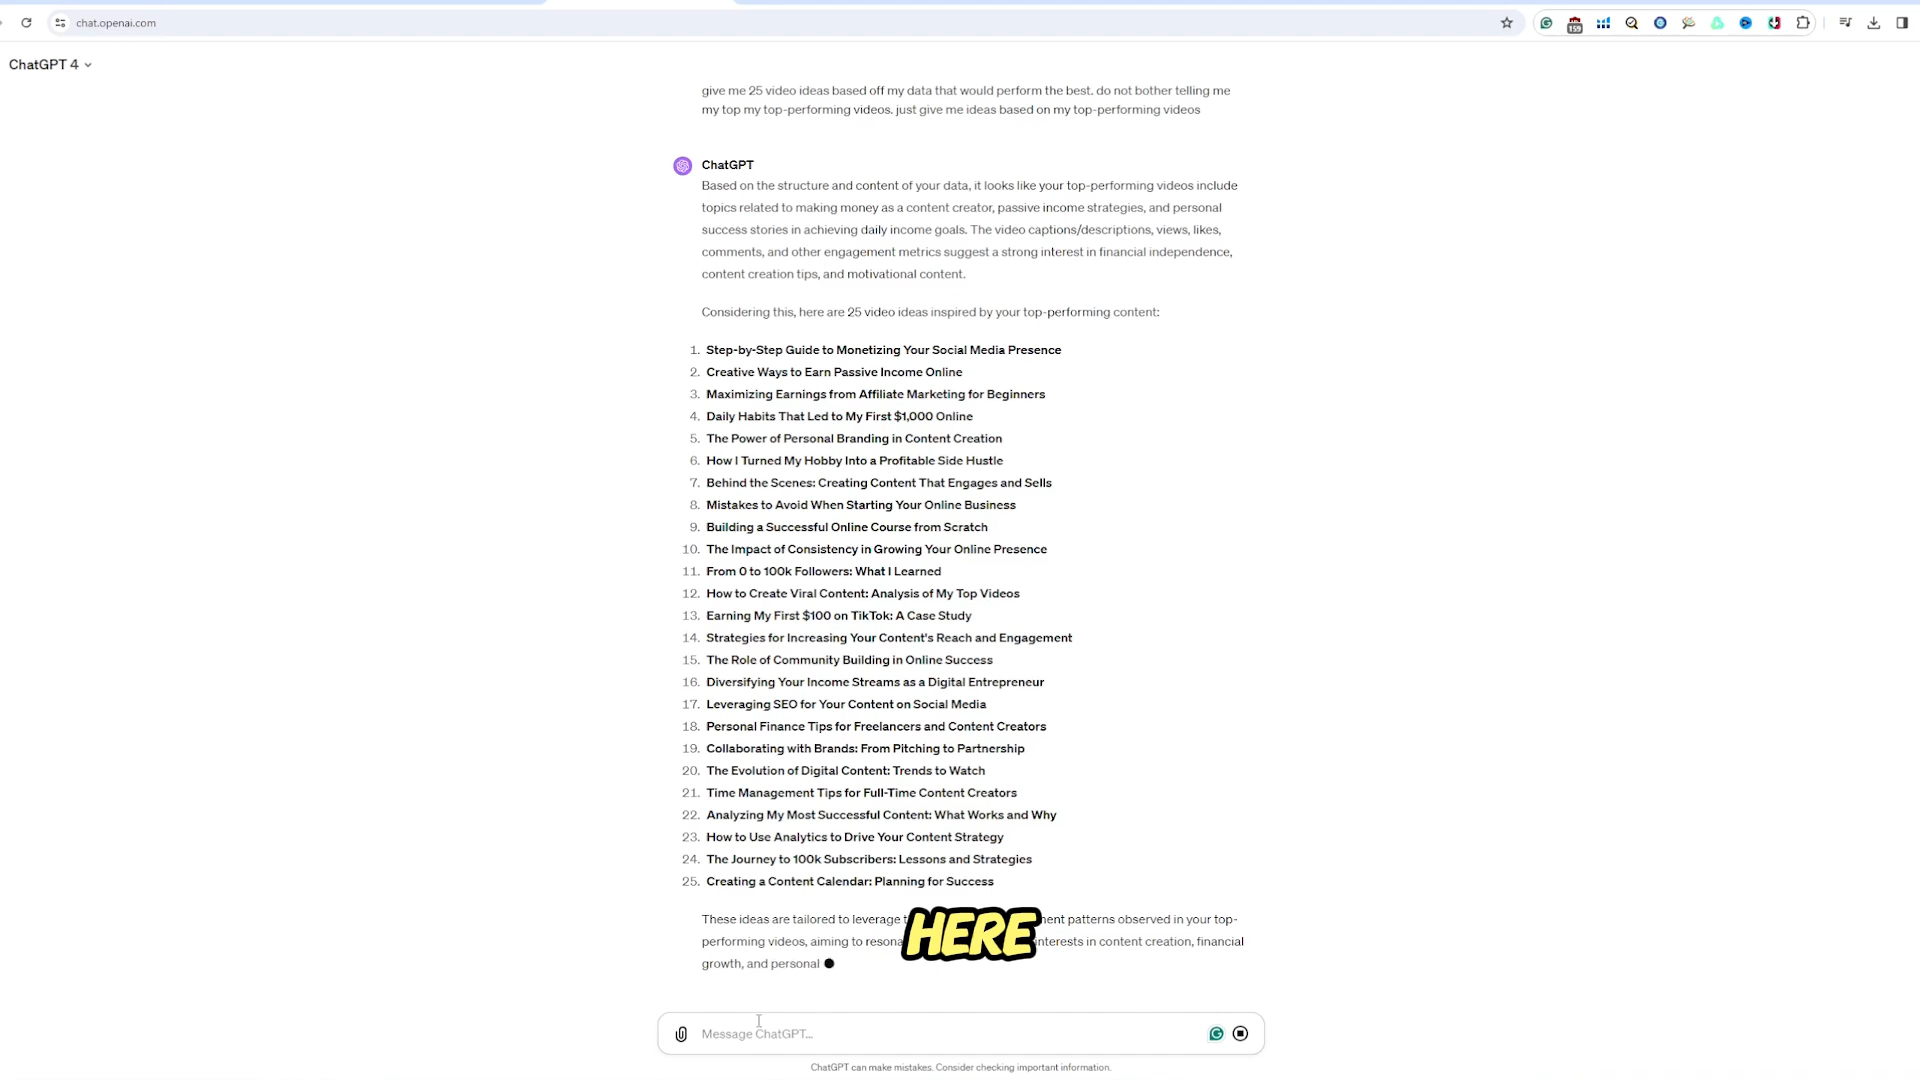 chat.openai.com
159
ChatGPT 4
give me 25 video ideas based off my data that would perform the best. do not bother telling me
my top my top-performing videos. just give me ideas based on my top-performing videos
ChatGPT
Based on the structure and content of your data, it looks like your top-performing videos include
topics related to making money as a content creator, passive income strategies, and personal
success stories in achieving daily income goals. The video captions/descriptions, views, likes,
comments, and other engagement metrics suggest a strong interest in financial independence,
content creation tips, and motivational content.
Considering this, here are 25 video ideas inspired by your top-performing content:
1. Step-by-Step Guide to Monetizing Your Social Media Presence
2. Creative Ways to Earn Passive Income Online
3. Maximizing Earnings from Affiliate Marketing for Beginners
4. Daily Habits That Led to My First $1,000 Online
5. The Power of Personal Branding in Content Creation
6. How I Turned My Hobby Into a Profitable Side Hustle
7. Behind the Scenes: Creating Content That Engages and Sells
8. Mistakes to Avoid When Starting Your Online Business
9. Building a Successful Online Course from Scratch
10. The Impact of Consistency in Growing Your Online Presence
11. From 0 to 100k Followers: What I Learned
12. How to Create Viral Content: Analysis of My Top Videos
13. Earning My First $100 on TikTok: A Case Study
14. Strategies for Increasing Your Content's Reach and Engagement
15. The Role of Community Building in Online Success
16. Diversifying Your Income Streams as a Digital Entrepreneur
17. Leveraging SEO for Your Content on Social Media
18. Personal Finance Tips for Freelancers and Content Creators
19. Collaborating with Brands: From Pitching to Partnership
20. The Evolution of Digital Content: Trends to Watch
21. Time Management Tips for Full-Time Content Creators
22. Analyzing My Most Successful Content: What Works and Why
23. How to Use Analytics to Drive Your Content Strategy
24. The Journey to 100k Subscribers: Lessons and Strategies
25. Creating a Content Calendar: Planning for Success
These ideas are tailored to leverage patterns observed in your top-
performing videos, aiming to interests in content creation, financial
growth, and personal
HERE
Message ChatGPT...
ChatGPT can make mistakes. Consider checking important information.